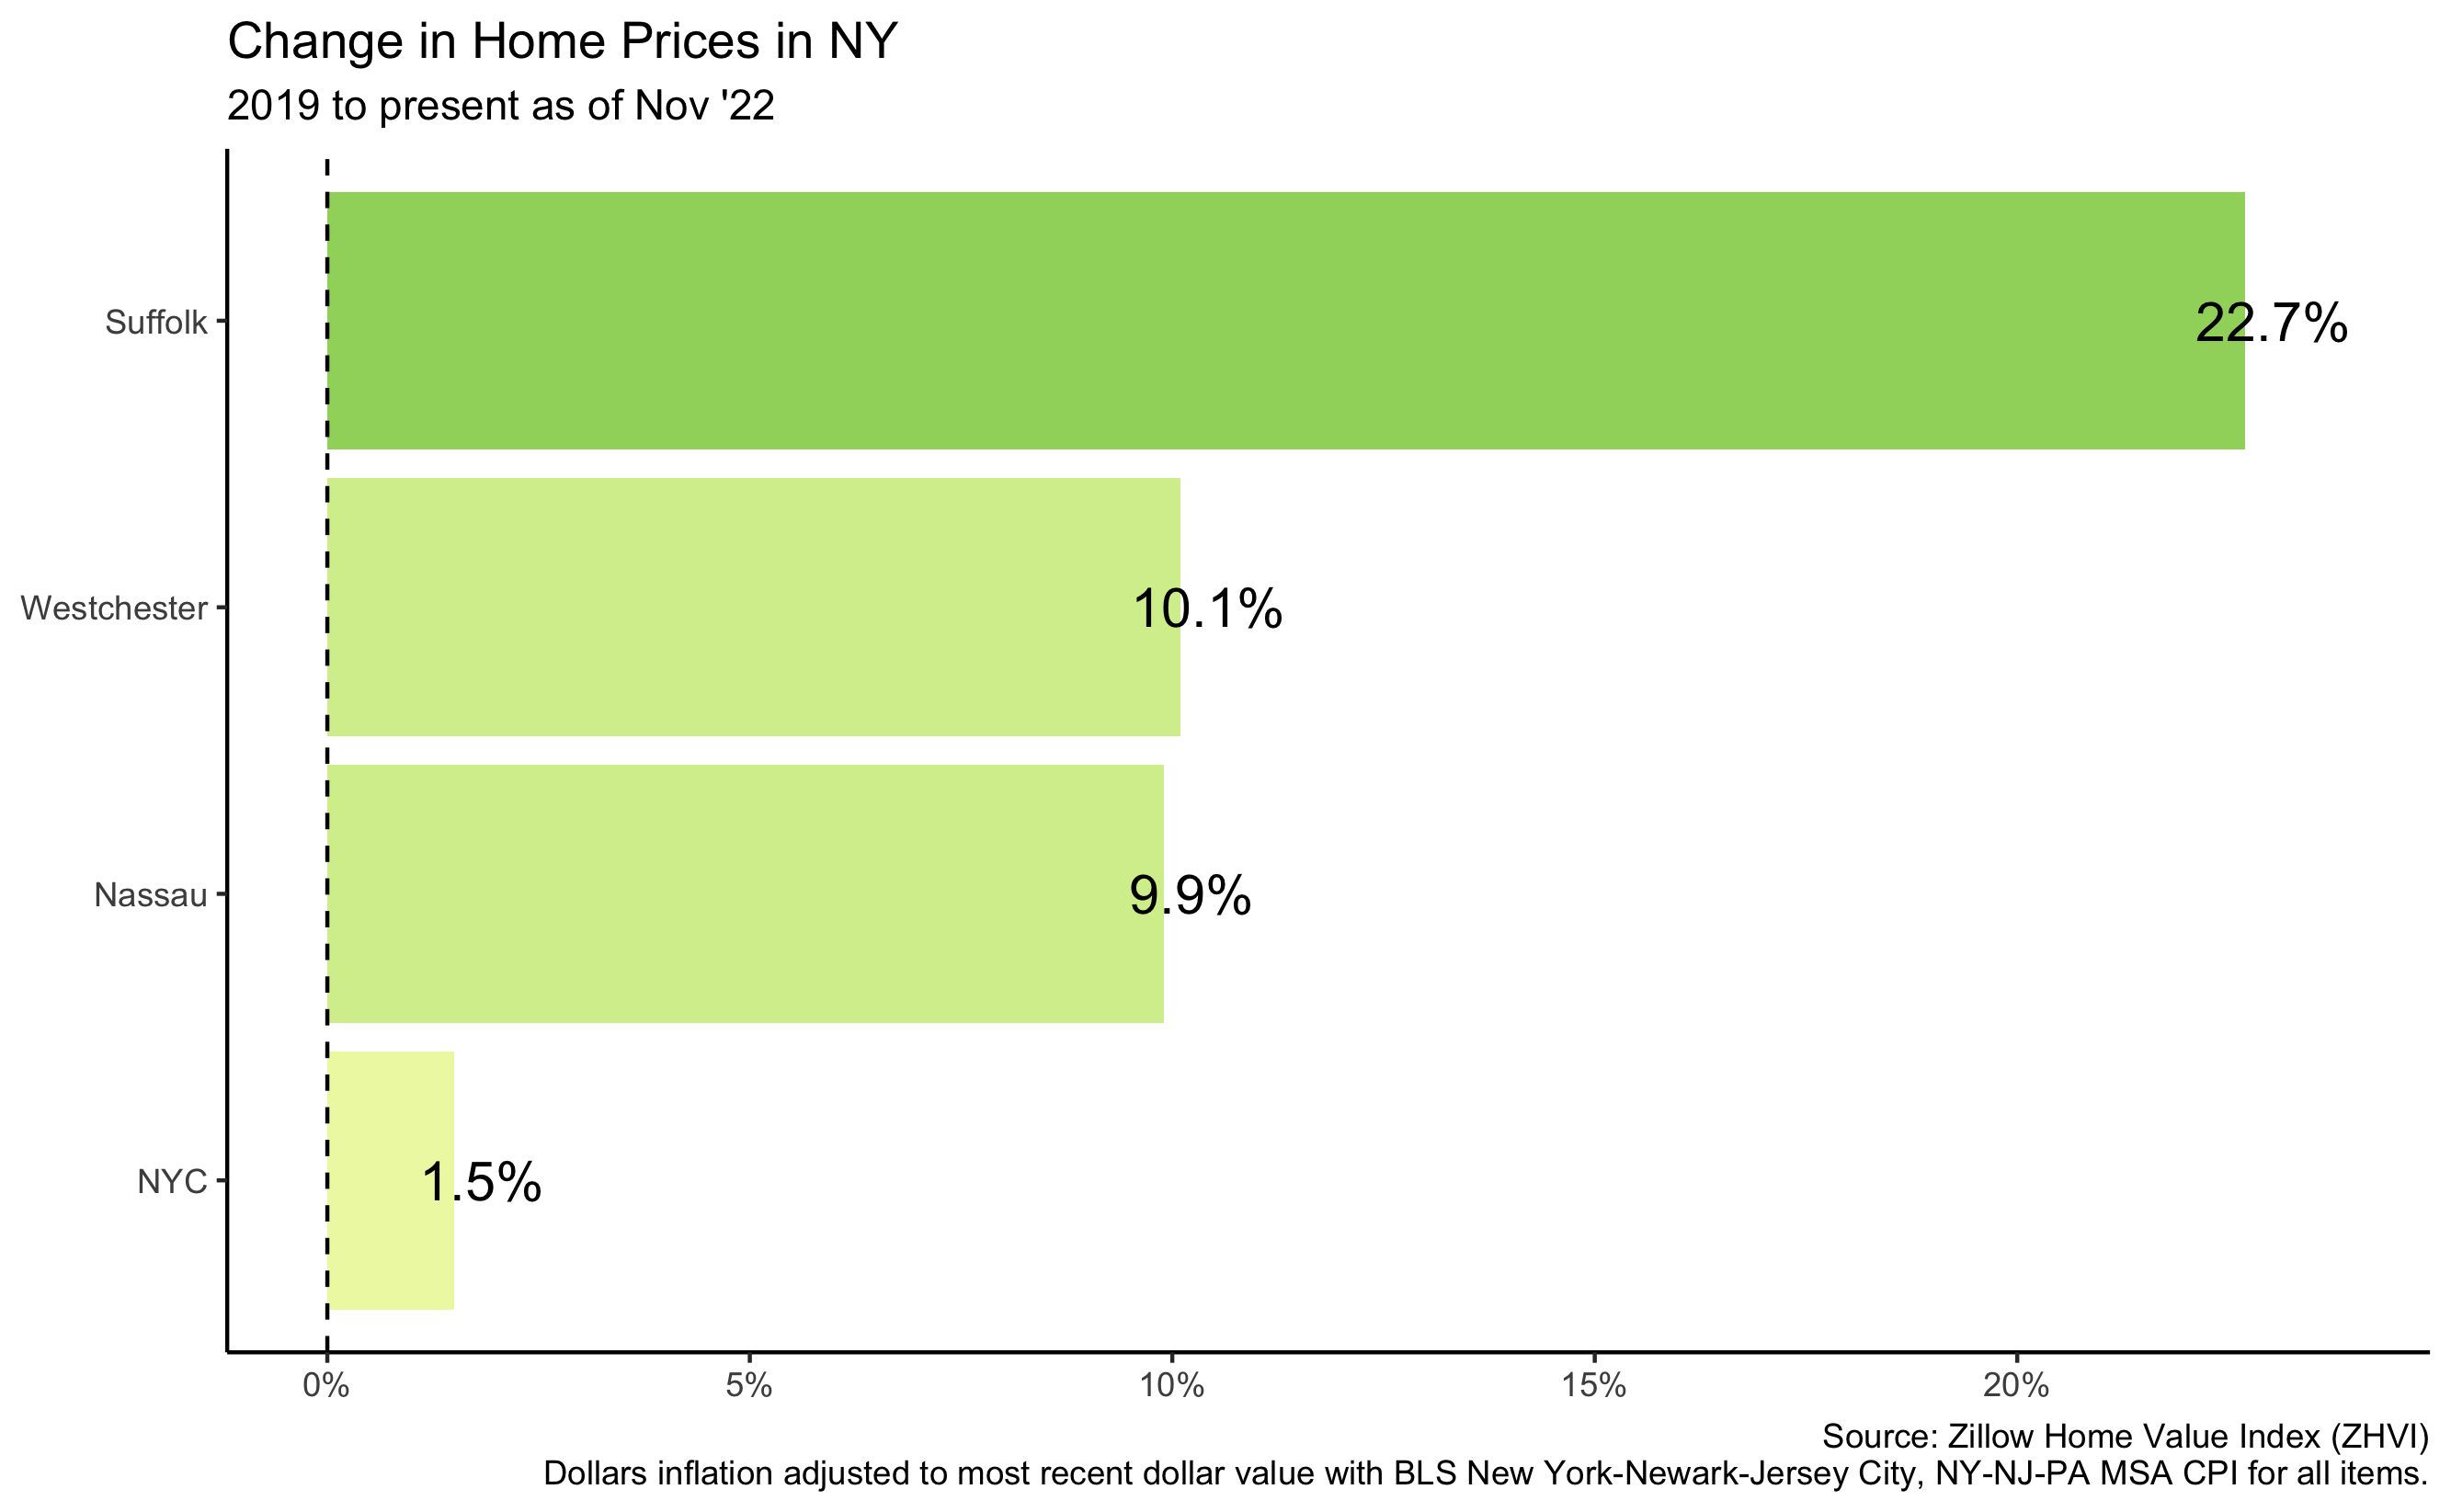 Change in Home Prices in NY
2019 to present as of Nov '22
Suffolk
22.7%
Westchester
10.1%
Nassau
9.9%
NYC
1.5%
0%
5%
10%
15%
20%
Source: Zillow Home Value Index (ZHVI)
Dollars inflation adjusted to most recent dollar value with BLS New York-Newark-Jersey City, NY-NJ-PA MSA CPI for all items.